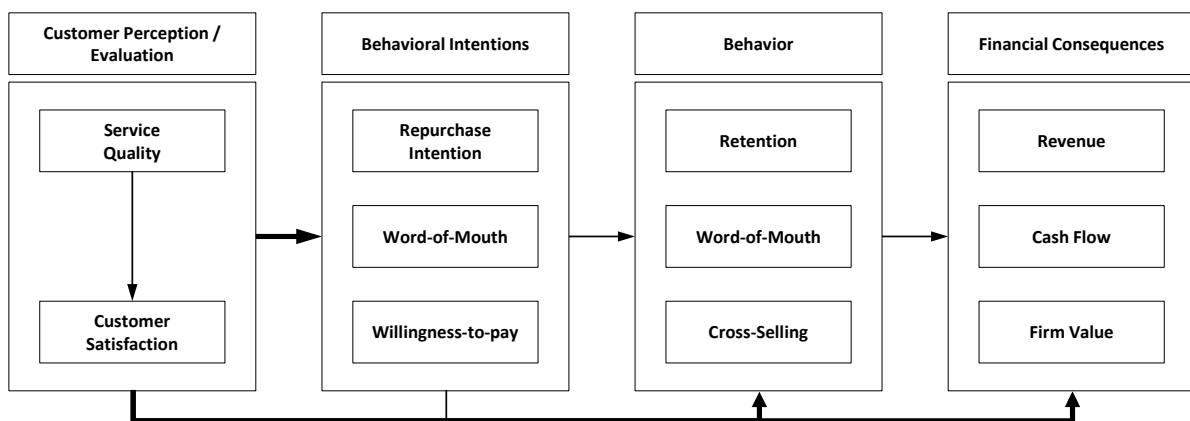 Customer Perception /
Evaluation
Behavioral Intentions
Behavior
Financial Consequences
Service
Quality
Customer
Satisfaction
Repurchase
Intention
Word-of-Mouth
Willingness-to-pay
Retention
Word-of-Mouth
Cross-Selling
Revenue
Cash Flow
Firm Value